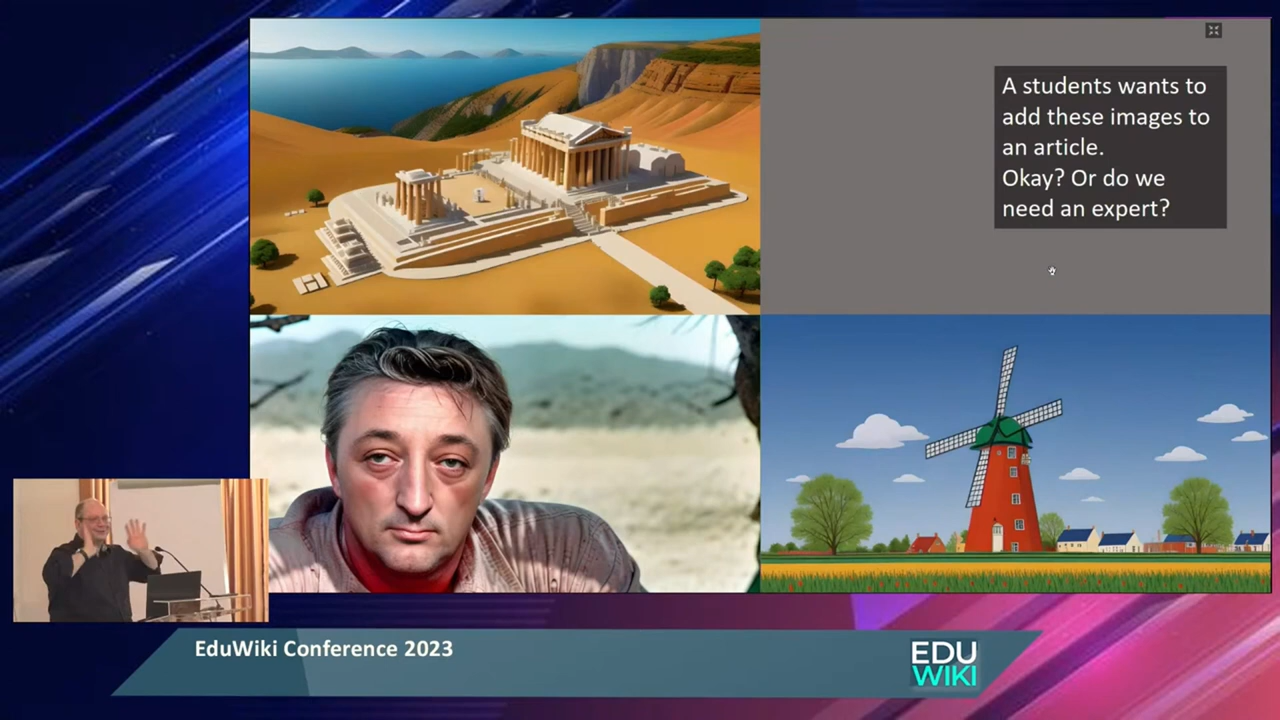 A students wants to
add these images to
an article.
Okay? Or do we
need an expert?
EduWiki Conference 2023
EDU
WIKI